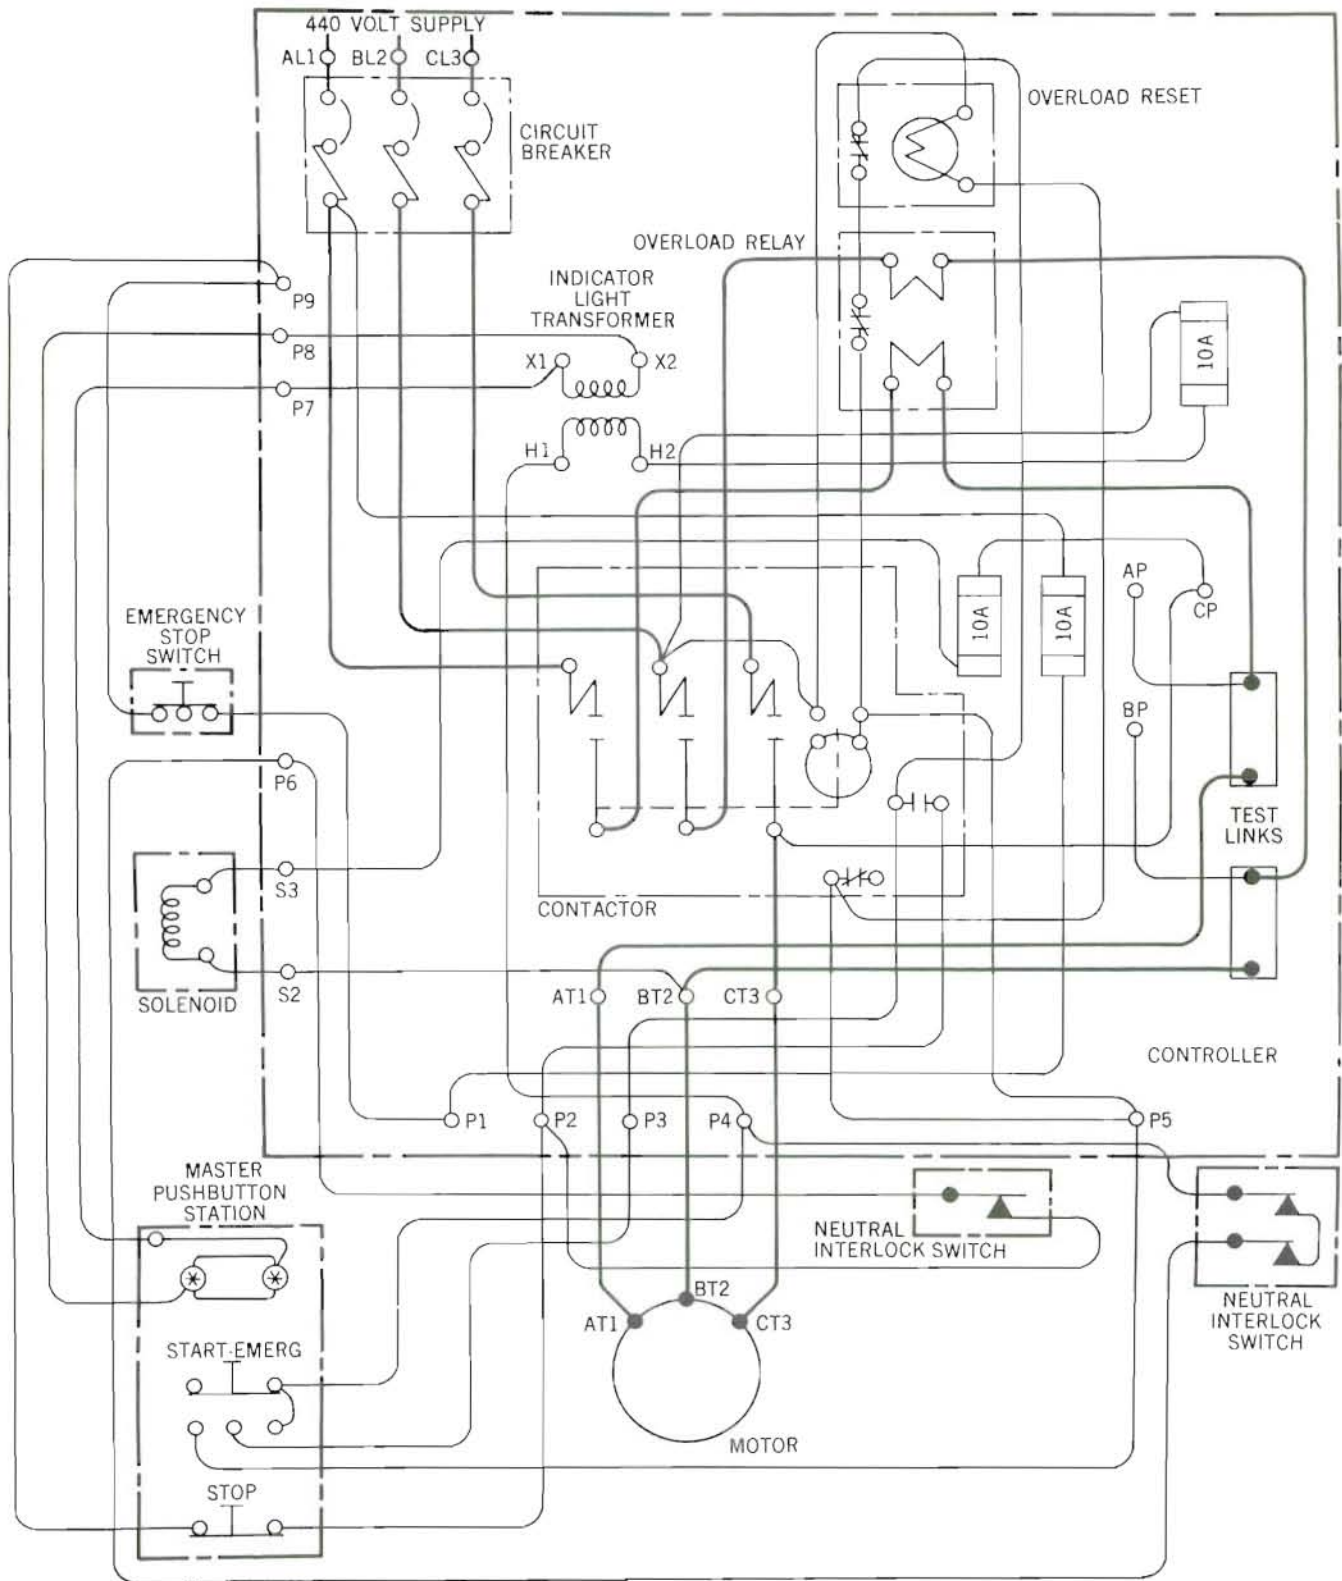 440 VOLT SUPPLY
AL1 BL2 CL3
CIRCUIT
BREAKER
OVERLOAD RESET
OVERLOAD RELAY
INDICATOR
LIGHT
TRANSFORMER
P9
P8
P7
X1 X2
H1 H2
10A
10A
10A
AP
CP
BP
EMERGENCY
STOP
SWITCH
P6
S3
S2
SOLENOID
CONTACTOR
TEST
LINKS
AT1 BT2 CT3
CONTROLLER
P1 P2 P3 P4 P5
MASTER
PUSHBUTTON
STATION
NEUTRAL
INTERLOCK SWITCH
NEUTRAL
INTERLOCK
SWITCH
BT2
AT1 CT3
START-EMERG
MOTOR
STOP